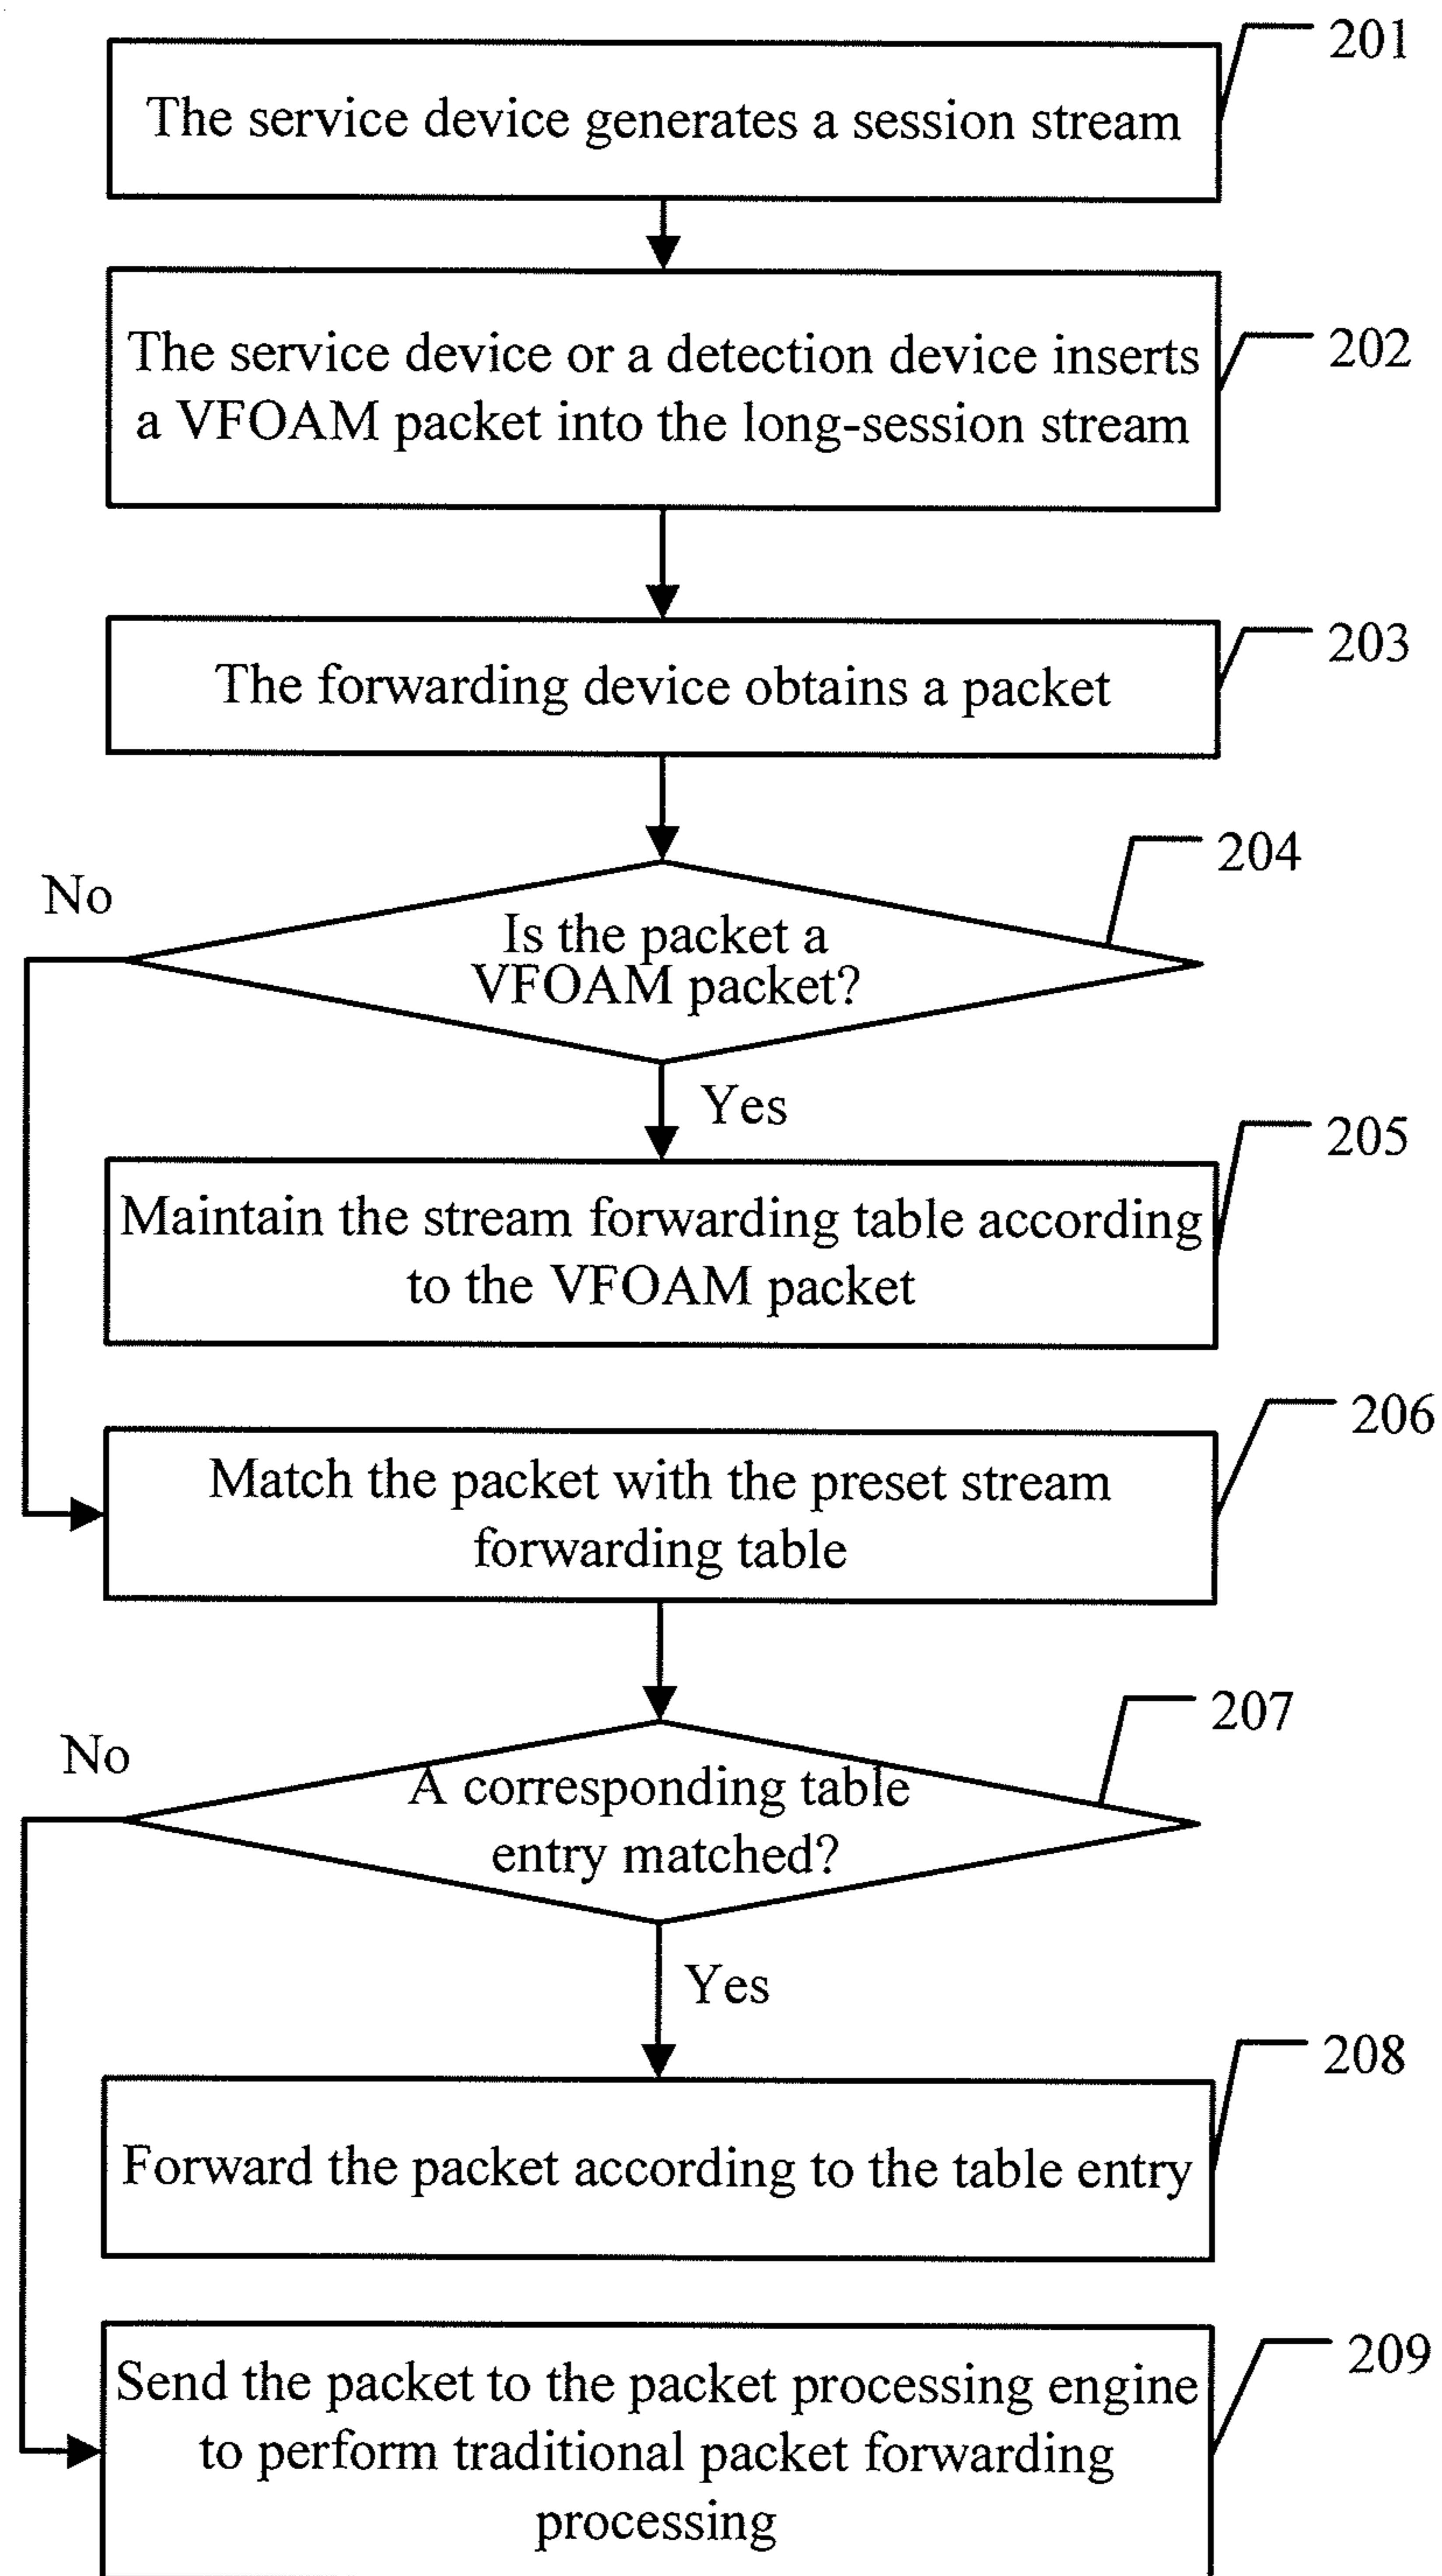 201
The service device generates a session stream
202
The service device or a detection device inserts
a VFOAM packet into the long-session stream
203
The forwarding device obtains a packet
204
No
Is the packet a
VFOAM packet?
Yes
205
Maintain the stream forwarding table according
to the VFOAM packet
206
Match the packet with the preset stream
forwarding table
207
No
A corresponding table
entry matched?
Yes
208
Forward the packet according to the table entry
209
Send the packet to the packet processing engine
to perform traditional packet forwarding
processing